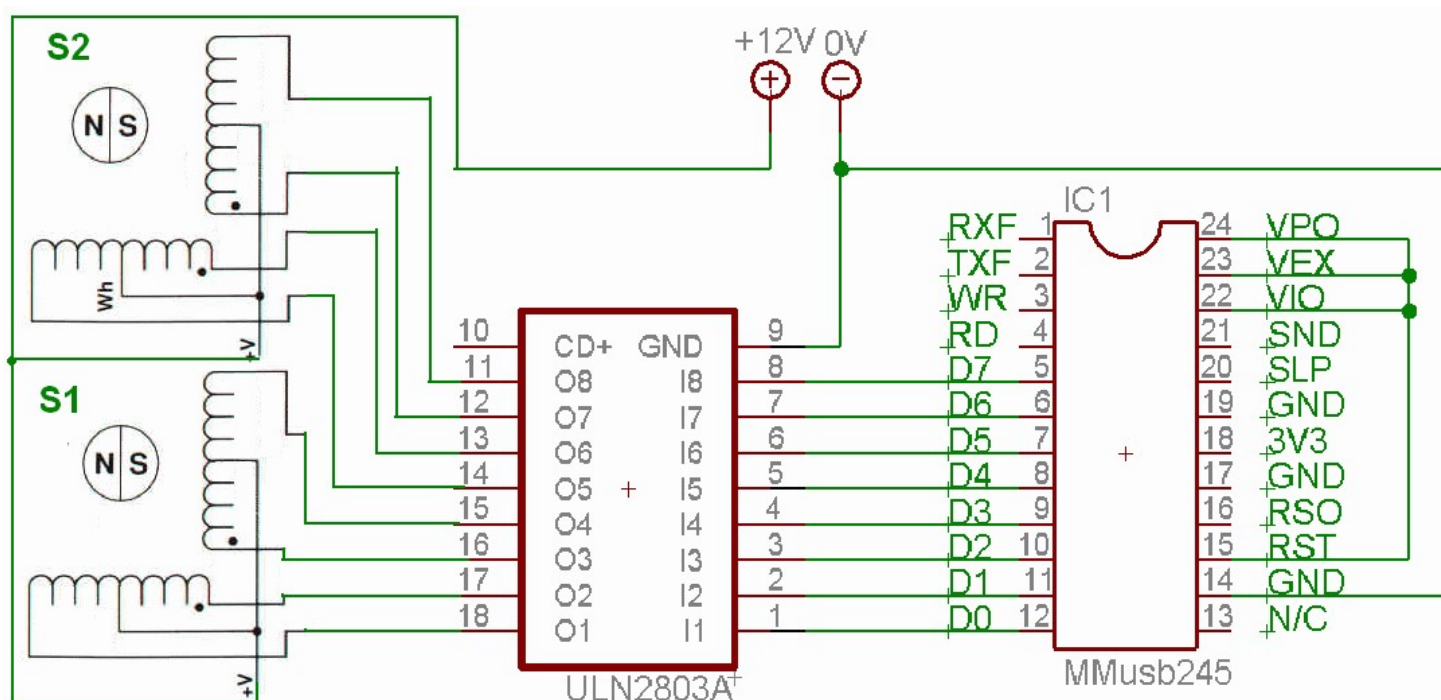 S2
+12V 0V
N S
IC1
RXF 1 24 VPO
TXF 2 23 VEX
WR 3 22 VIO
Wh
10 CD+ GND 9 RD 4 21 SND
+V
11 O8 I8 8 D7 5 20 SLP
S1
12 O7 I7 7 D6 6 19 GND
13 O6 I6 6 D5 7 18 3V3
N S
14 O5 I5 5 D4 8 17 GND
15 O4 I4 4 D3 9 16 RSO
16 O3 I3 3 D2 10 15 RST
17 O2 I2 2 D1 11 14 GND
18 O1 I1 1 D0 12 13 N/C
+V
ULN2803A
MMusb245